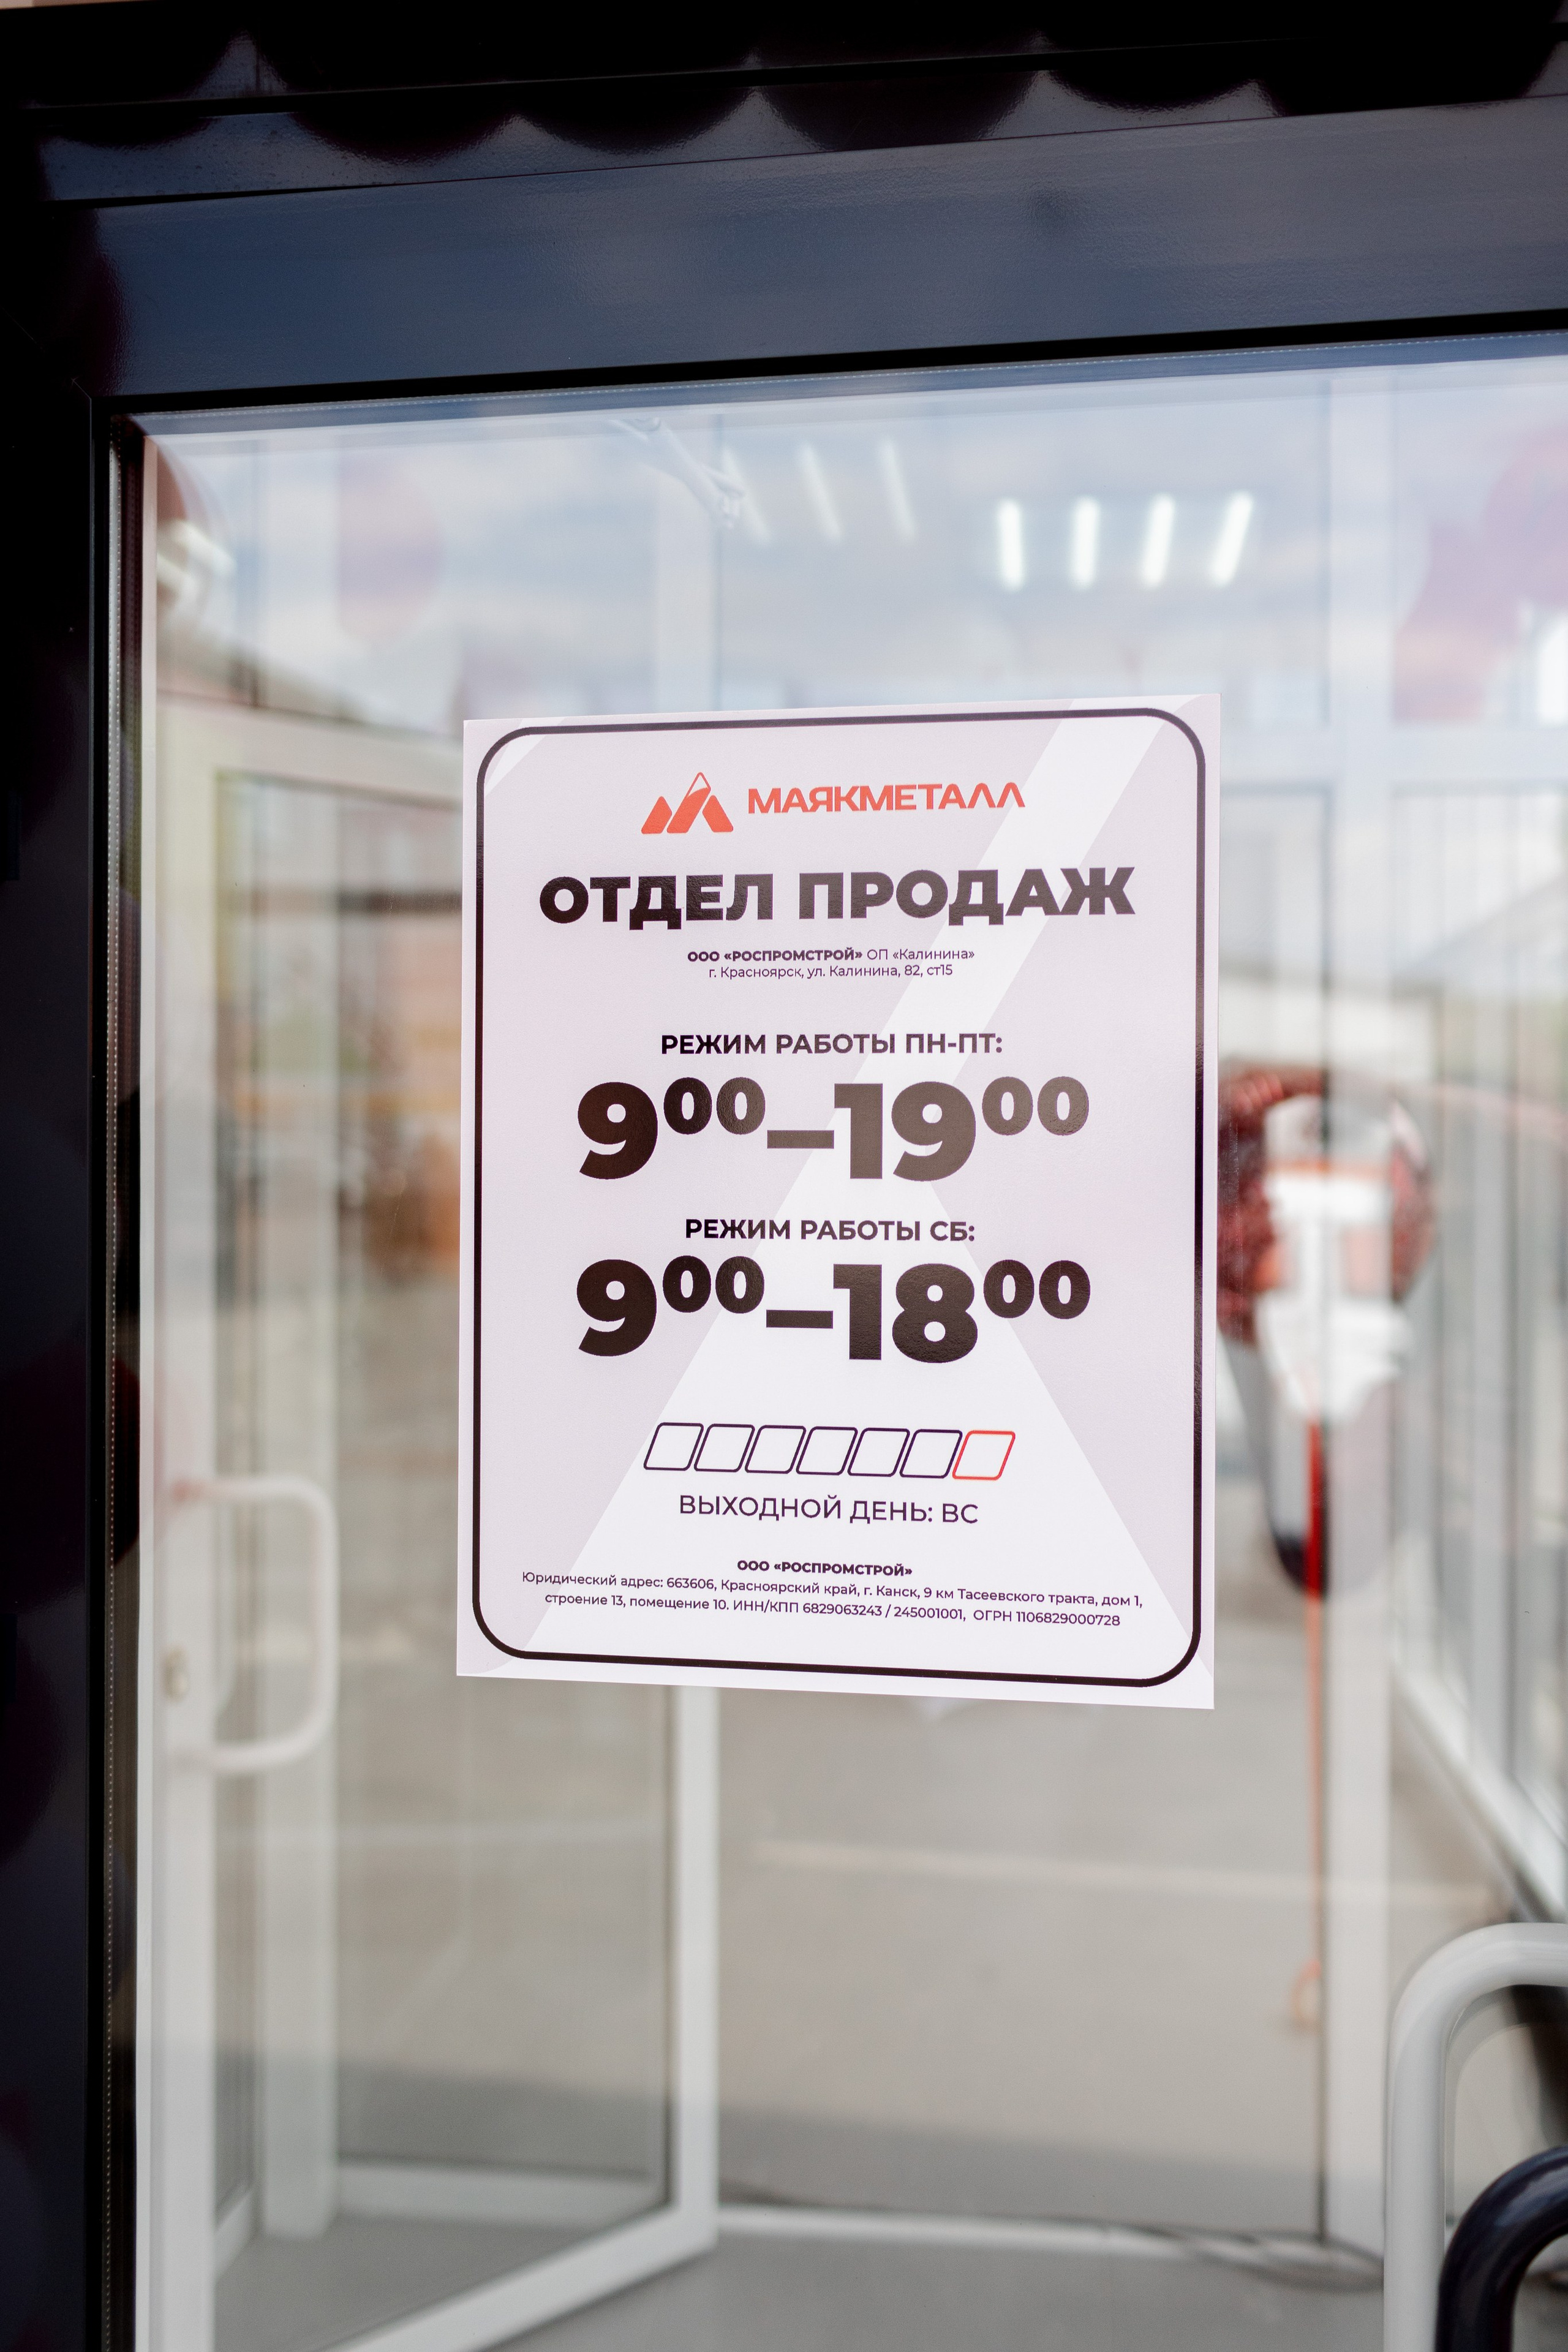 МАЯКМЕТАЛЛ
ОТДЕЛ ПРОДАЖ
ООО «РОСПРОМСТРОЙ» ОП «Калинина»
г. Красноярск, ул. Калинина, 82, ст15
РЕЖИМ РАБОТЫ ПН-ПТ:
9⁰⁰–19⁰⁰
РЕЖИМ РАБОТЫ СБ:
9⁰⁰–18⁰⁰
ВЫХОДНОЙ ДЕНЬ: ВС
ООО «РОСПРОМСТРОЙ»
Юридический адрес: 663606, Красноярский край, г. Канск, 9 км Тасеевского тракта, дом 1,
строение 13, помещение 10. ИНН/КПП 6829063243 / 245001001, ОГРН 1106829000728